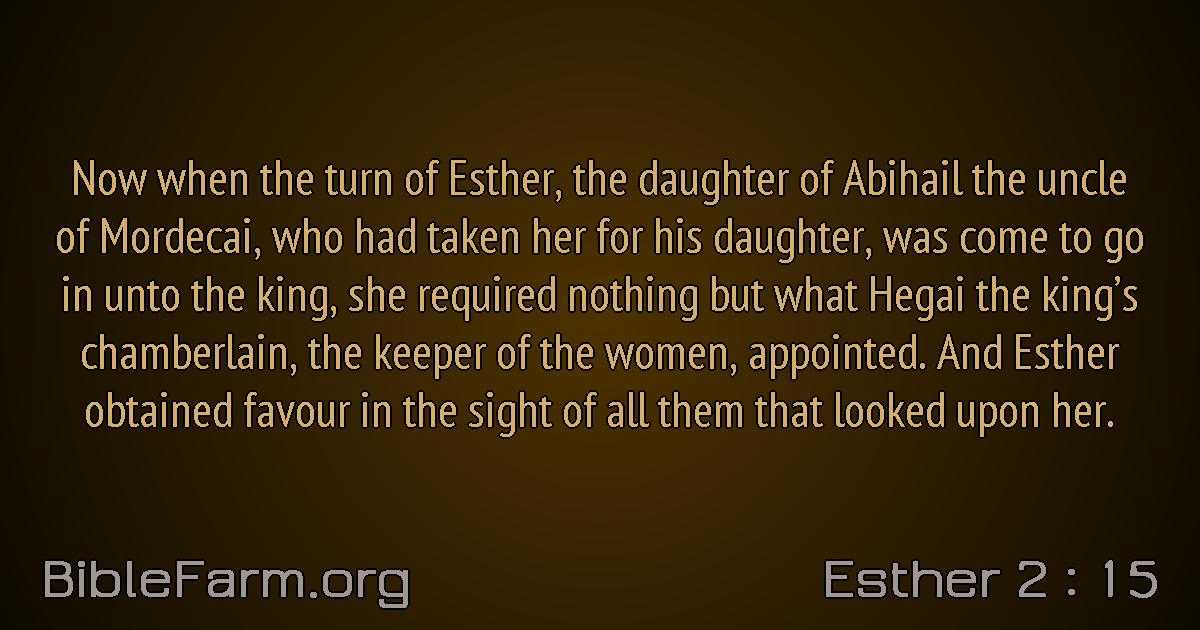 Now when the turn of Esther, the daughter of Abihail the uncle
of Mordecai, who had taken her for his daughter, was come to go
in unto the king, she required nothing but what Hegai the king’s
chamberlain, the keeper of the women, appointed. And Esther
obtained favour in the sight of all them that looked upon her.
BibleFarm.org
Esther 2 : 15